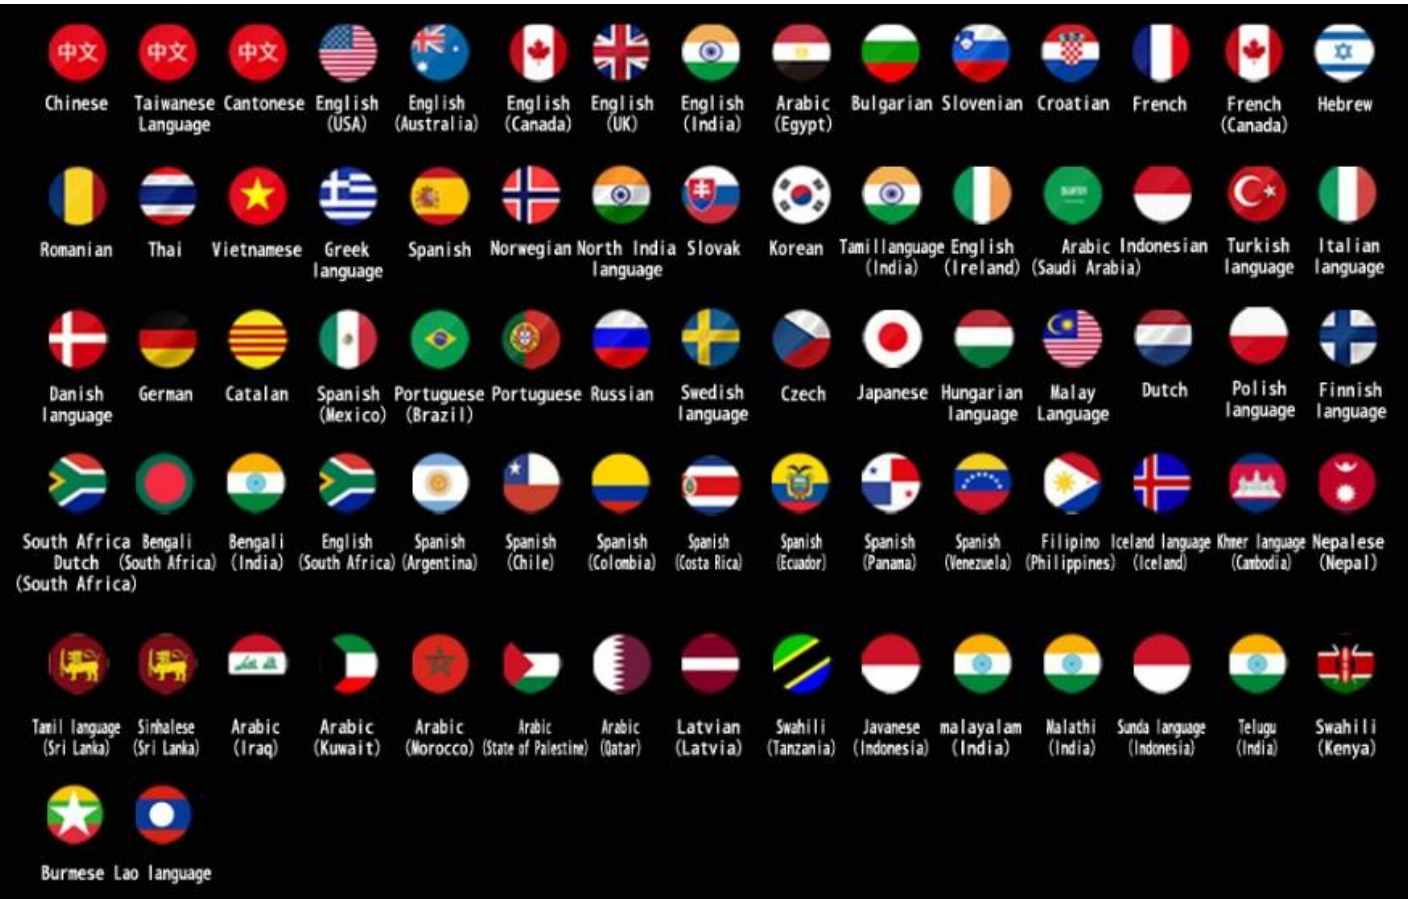 中文 中文 中文
Chinese Taiwanese Cantonese English English English English English Arabic Bulgarian Slovenian Croatian French French Hebrew
Language (USA) (Australia) (Canada) (UK) (India) (Egypt) (Canada)
Romanian Thai Vietnamese Greek Spanish Norwegian North India Slovak Korean Tamillanguage English Arabic Indonesian Turkish Italian
language language (India) (Ireland) (Saudi Arabia) language language
Danish German Catalan Spanish Portuguese Portuguese Russian Swedish Czech Japanese Hungarian Malay Dutch Polish Finnish
language (Mexico) (Brazil) language language Language language language
South Africa Bengali Bengali English Spanish Spanish Spanish Spanish Spanish Spanish Spanish Filipino Iceland language Khmer language Nepalese
Dutch (South Africa) (India) (South Africa) (Argentina) (Chile) (Colombia) (Costa Rica) (Ecuador) (Panama) (Venezuela) (Philippines) (Iceland) (Cambodia) (Nepal)
(South Africa)
Tamil language Sinhalese Arabic Arabic Arabic Arabic Arabic Latvian Swahili Javanese malayalam Malathi Sunda language Telugu Swahili
(Sri Lanka) (Sri Lanka) (Iraq) (Kuwait) (Morocco) (State of Palestine) (Qatar) (Latvia) (Tanzania) (Indonesia) (India) (India) (Indonesia) (India) (Kenya)
Burmese Lao language